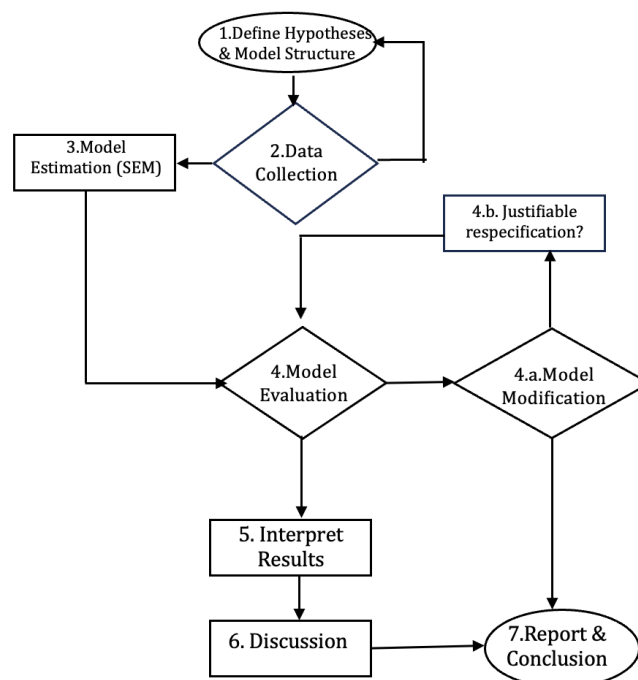 1.Define Hypotheses
& Model Structure
2.Data
Collection
3.Model
Estimation (SEM)
4.b. Justifiable
respecification?
4.Model
Evaluation
4.a.Model
Modification
5. Interpret
Results
6. Discussion
7.Report &
Conclusion